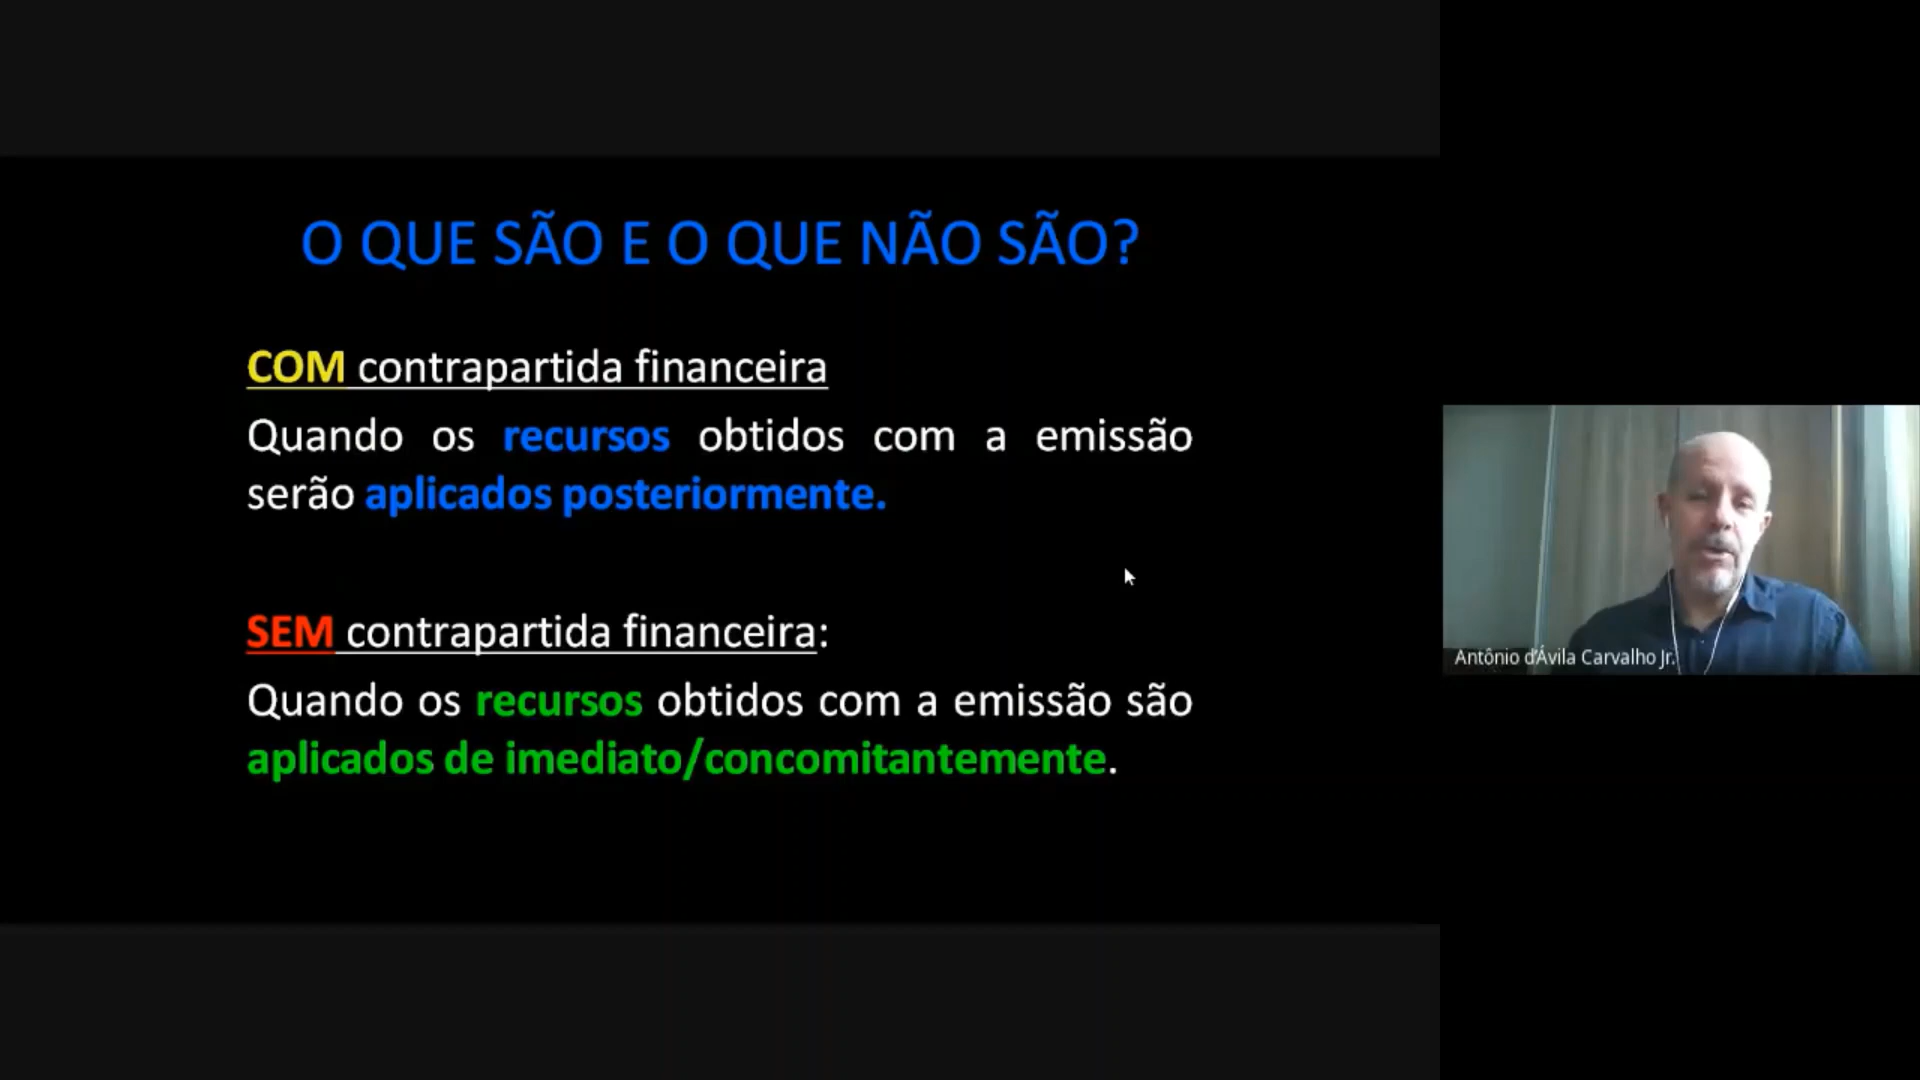 O QUE SÃO E O QUE NÃO SÃO?
COM contrapartida financeira
Quando os recursos obtidos com a emissão
serão aplicados posteriormente.
SEM contrapartida financeira:
Quando os recursos obtidos com a emissão são
aplicados de imediato/concomitantemente.
Antônio d'Ávila Carvalho Jr.